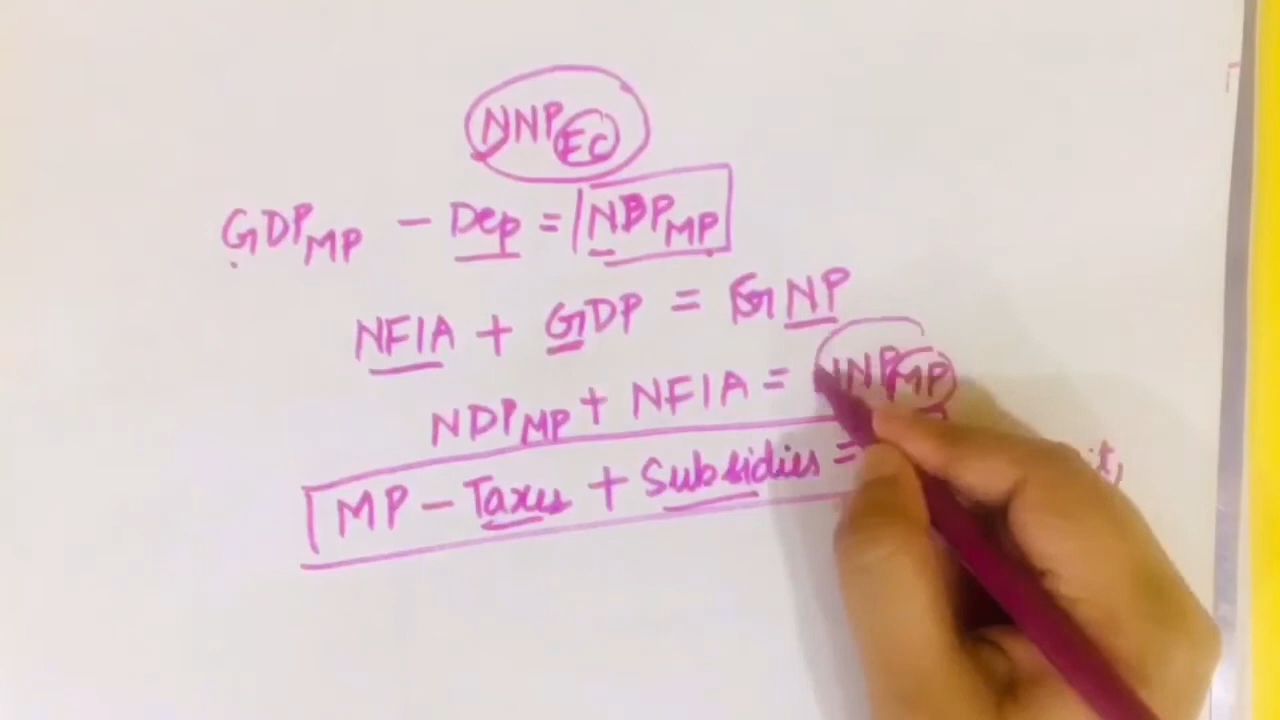 NNP FC
GDP MP - Dep = NDP MP
NFIA + GDP = GNP
NDP MP + NFIA = NNP MP
MP - Taxes + Subsidies =